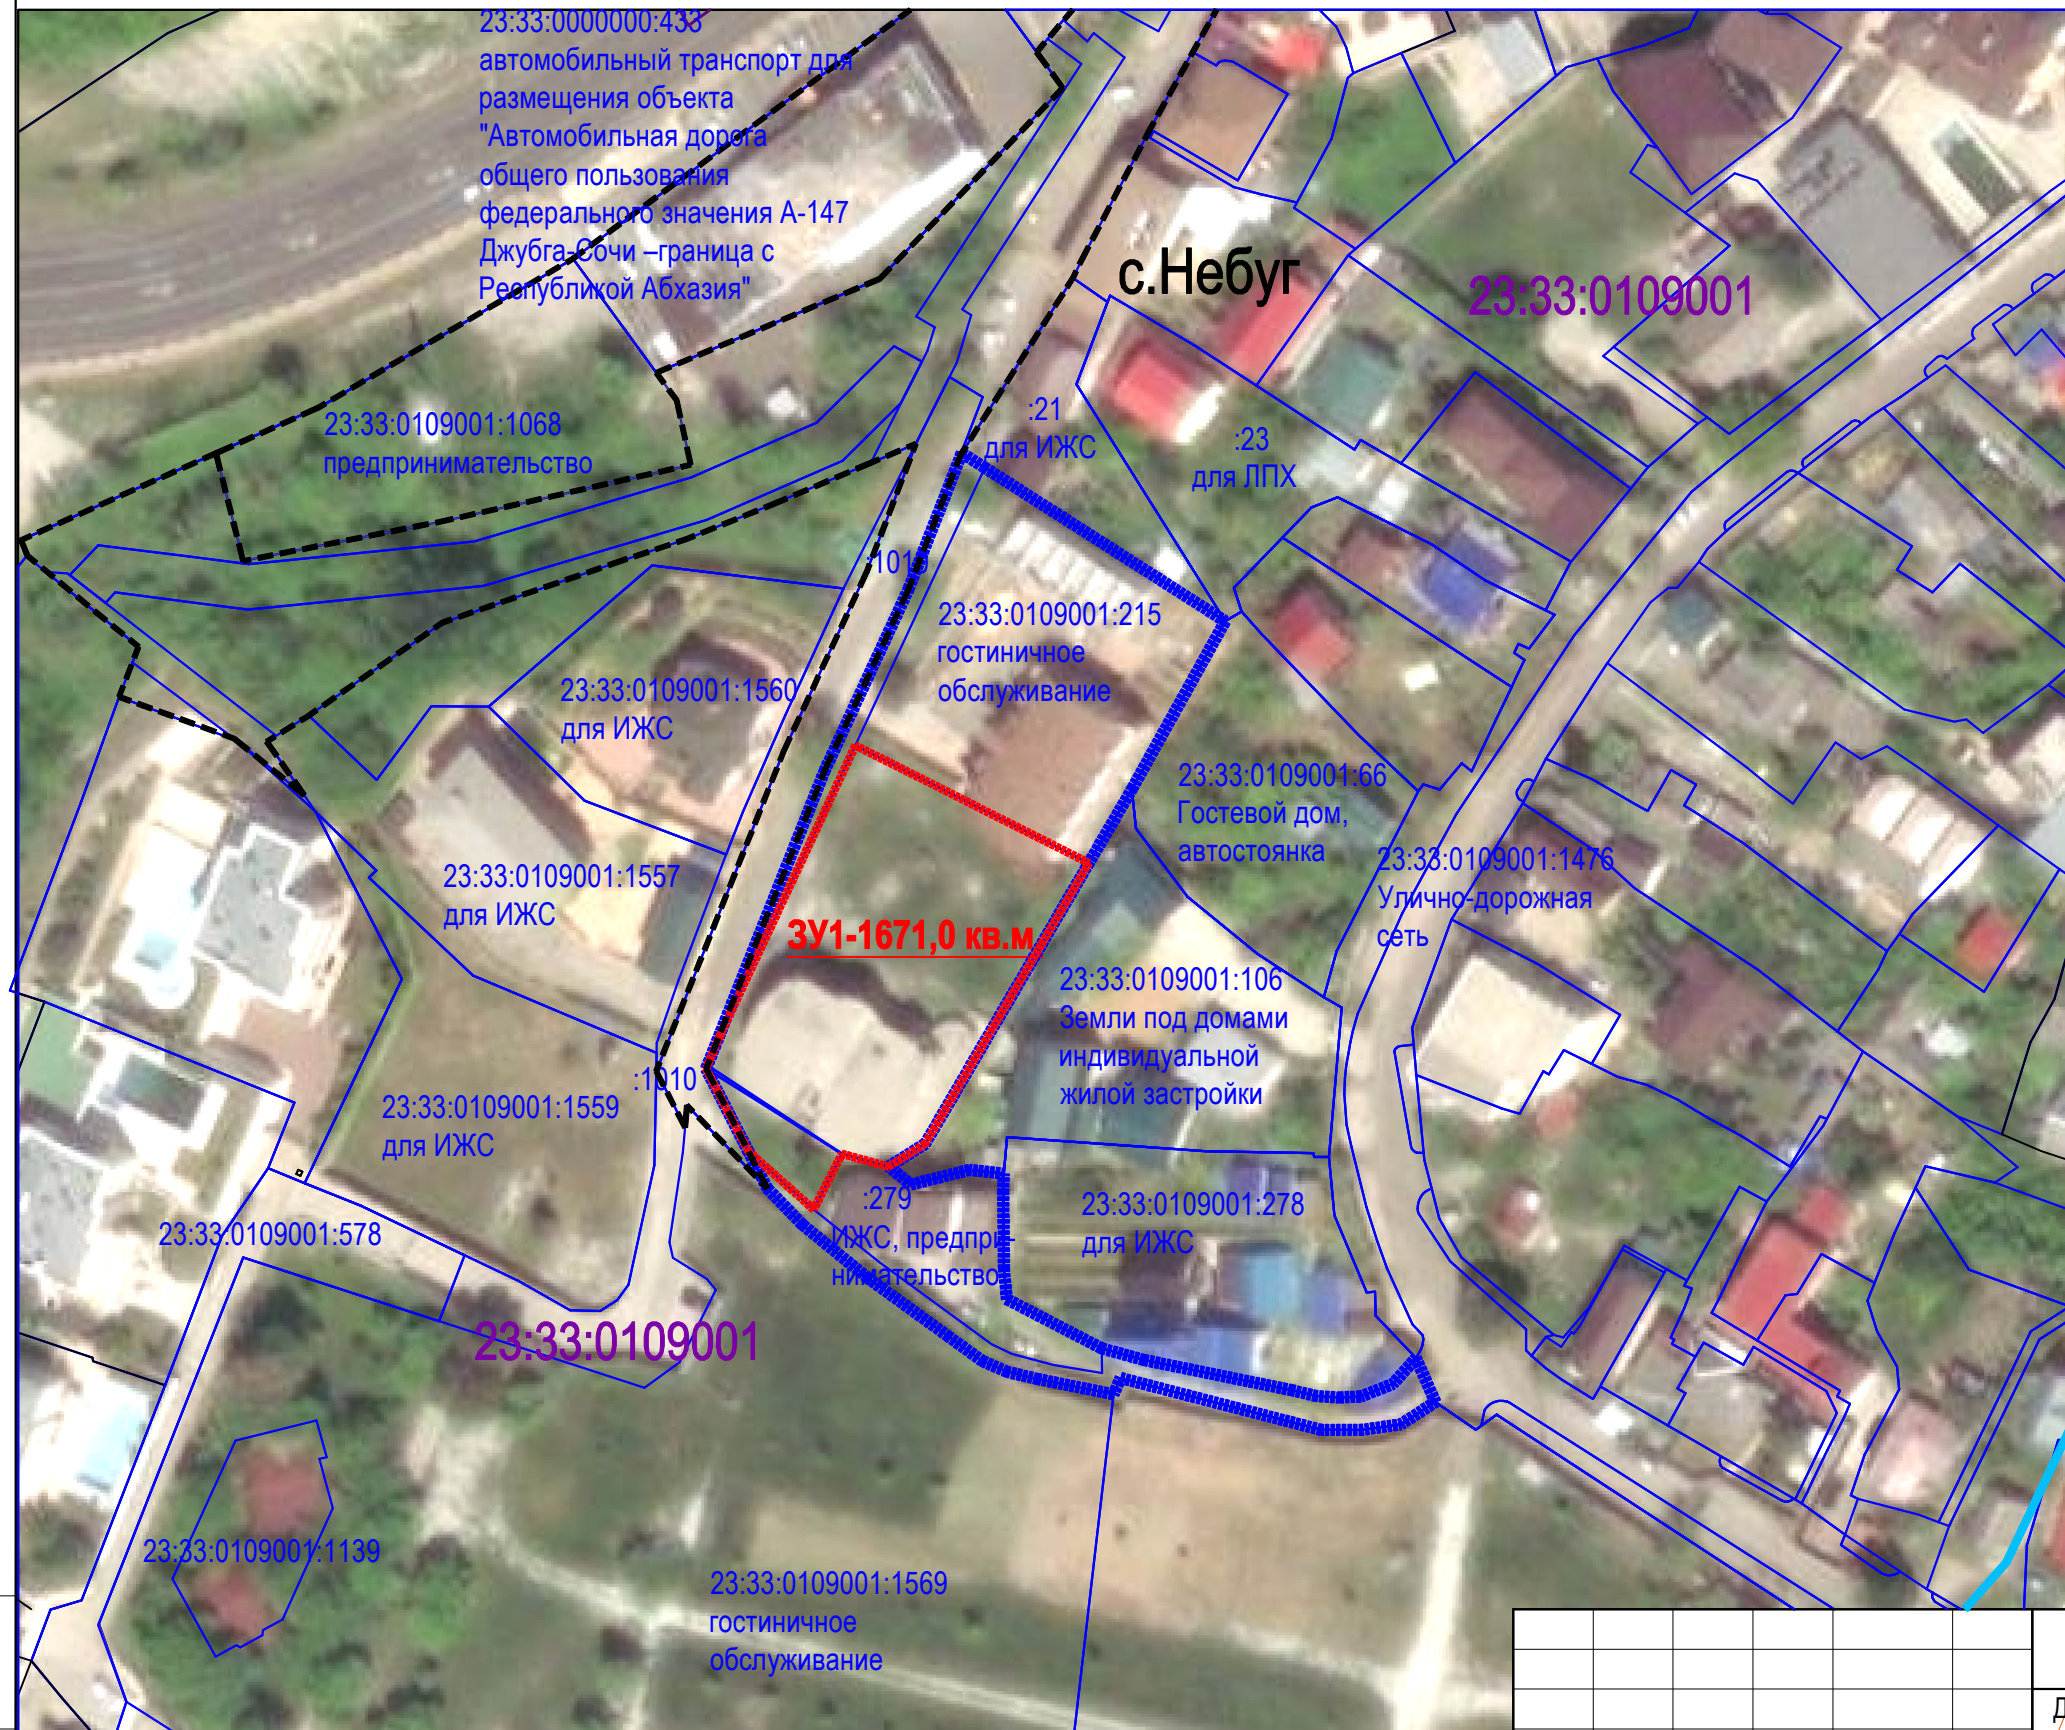 23:33:0000000:433
автомобильный транспорт для
размещения объекта
"Автомобильная дорога
общего пользования
федерального значения А-147
Джубга-Сочи –граница с
Республикой Абхазия"
с.Небуг
23:33:0109001
23:33:0109001:1068
предпринимательство
:21
для ИЖС
:23
для ЛПХ
23:33:0109001:215
гостиничное
обслуживание
23:33:0109001:1560
для ИЖС
23:33:0109001:66
Гостевой дом,
автостоянка
23:33:0109001:1476
Улично-дорожная
сеть
23:33:0109001:1557
для ИЖС
ЗУ1-1671,0 кв.м
23:33:0109001:106
Земли под домами
индивидуальной
жилой застройки
:1010
23:33:0109001:1559
для ИЖС
:279
ИЖС, предпри-
нимательство
23:33:0109001:278
для ИЖС
23:33:0109001:578
23:33:0109001
23:33:0109001:1139
23:33:0109001:1569
гостиничное
обслуживание